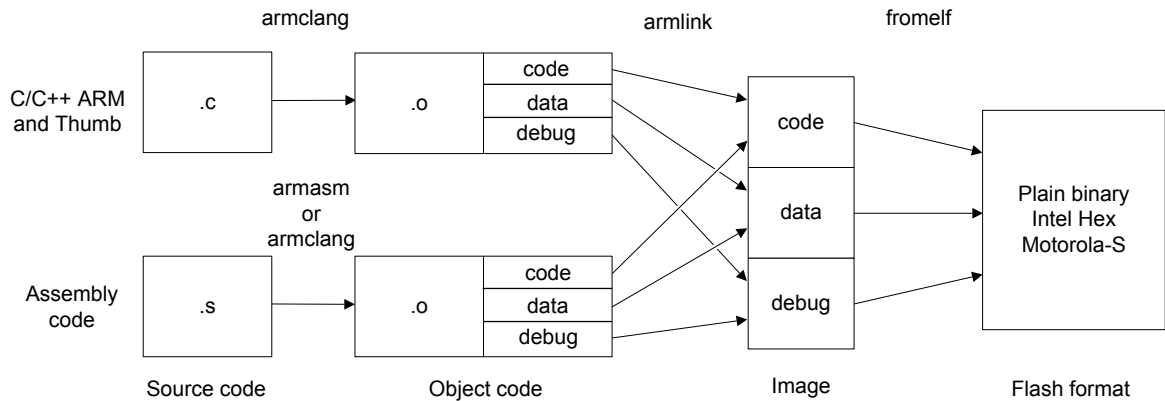 armclang
armlink
fromelf
C/C++ ARM
and Thumb
.c
.o
code
data
debug
armasm
or
armclang
Assembly
code
.s
.o
code
data
debug
code
data
debug
Plain binary
Intel Hex
Motorola-S
Source code
Object code
Image
Flash format